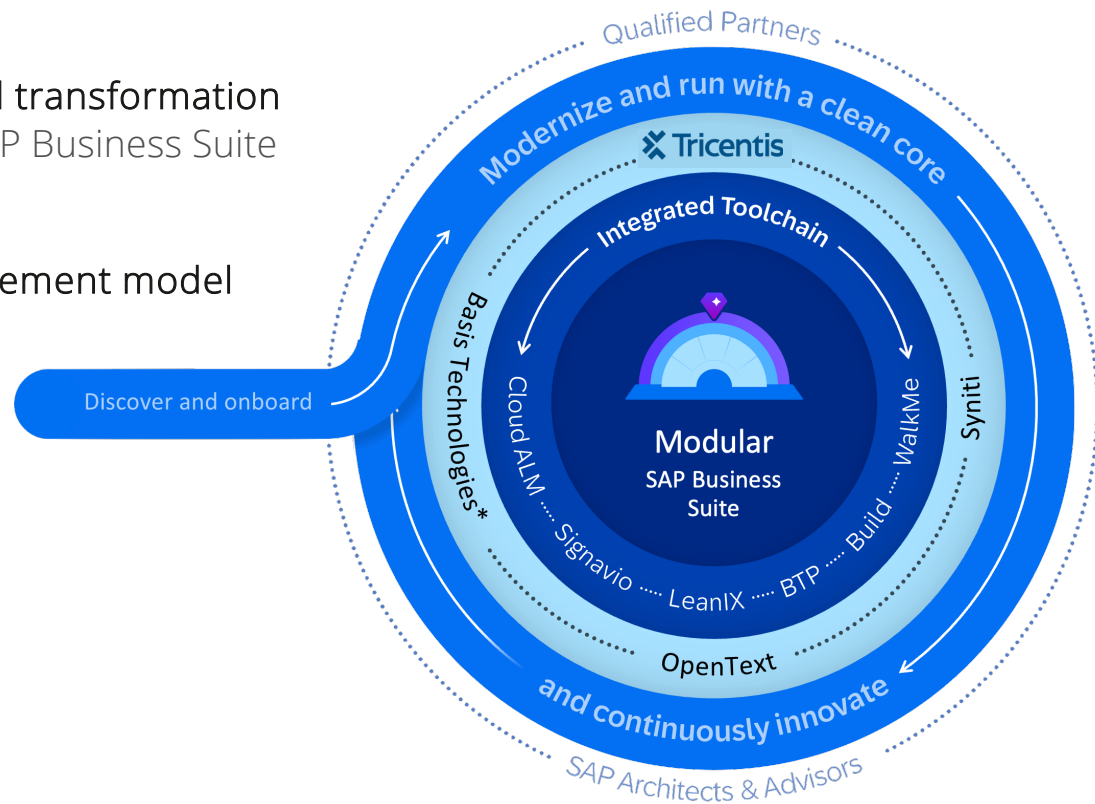 transformation
P Business Suite
ement model
Discover and onboard
Qualified Partners
Modernize and run with a clean core
Tricentis
Integrated Toolchain
Basis Technologies*
Syniti
Cloud ALM ..... Signavio ..... LeanIX ..... BTP ..... Build ..... WalkMe
Modular
SAP Business
Suite
OpenText
and continuously innovate
SAP Architects & Advisors